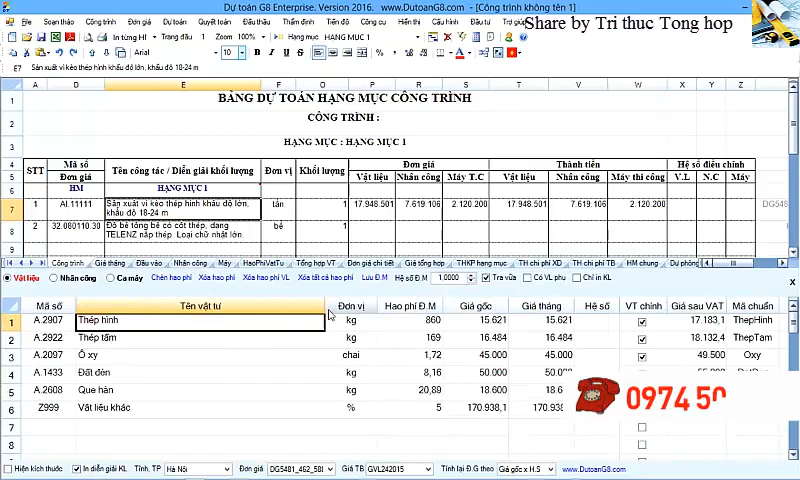 Dự toán G8 Enterprise. Version 2016. www.DutoanG8.com - [Công trình không tên 1]
File Soạn thảo Công trình Đơn giá Dự toán Quyết toán Đấu thầu Thẩm định Tiến độ Công cụ Hiển thị Cấu hình Đấu thầu Trợ giúp
Share by Tri thuc Tong hop
In từng HI Trang đầu 1 Zoom 100% Hạng mục HẠNG MỤC 1
Arial 10 B I U S
E7 Sản xuất vì kèo thép hình khẩu độ lớn, khẩu độ 18-24 m
A D E F O P R S T V W X Y Z
1 BẢNG DỰ TOÁN HẠNG MỤC CÔNG TRÌNH
2 CÔNG TRÌNH :
3 HẠNG MỤC : HẠNG MỤC 1
4 STT Mã số Tên công tác / Diễn giải khối lượng Đơn vị Khối lượng Đơn giá Thành tiền Hệ số điều chỉnh
5 Đơn giá Vật liệu Nhân công Máy T.C Vật liệu Nhân công Máy thi công V.L N.C Máy
6 HM HẠNG MỤC 1
7 1 AI.11111 Sản xuất vì kèo thép hình khẩu độ lớn, khẩu độ 18-24 m tấn 1 17.948.501 7.619.106 2.120.200 17.948.501 7.619.106 2.120.200 DG5481
8 2 32.080110.30 Đổ bê tông bể có cốt thép, dạng TELENZ nắp thép. Loại chữ nhật lớn bể 1
9
Công trình Giá tháng Đầu vào Nhân công Máy HaoPhiVatTu Tổng hợp VT Đơn giá chi tiết Giá tổng hợp THKP hạng mục TH chi phí XD TH chi phí TB HM chung Dự phòng
Vật liệu Nhân công Ca máy Chèn hao phí Xóa hao phí Xóa hao phí VL Xóa tất cả hao phí Lưu Đ.M Hệ số Đ.M 1,0000 Tra vữa Có VL phụ Chỉ in KL X
Mã số Tên vật tư Đơn vị Hao phí Đ.M Giá gốc Giá tháng Hệ số VT chính Giá sau VAT Mã chuẩn
1 A.2907 Thép hình kg 860 15.621 15.621 17.183,1 ThepHinh
2 A.2922 Thép tấm kg 169 16.484 16.484 18.132,4 ThepTam
3 A.2097 Ô xy chai 1,72 45.000 45.000 49.500 Oxy
4 A.1433 Đất đèn kg 8,16 50.000
5 A.2608 Que hàn kg 20,89 18.600
6 Z999 Vật liệu khác % 5 170.938,1 170.938
0974 50
7
8
Hiện kích thước In diễn giải KL Tỉnh, TP Hà Nội Đơn giá DG5481_462_588 Giá TB GVL242015 Tính lại Đ.G theo Giá gốc x H.S www.DutoanG8.com